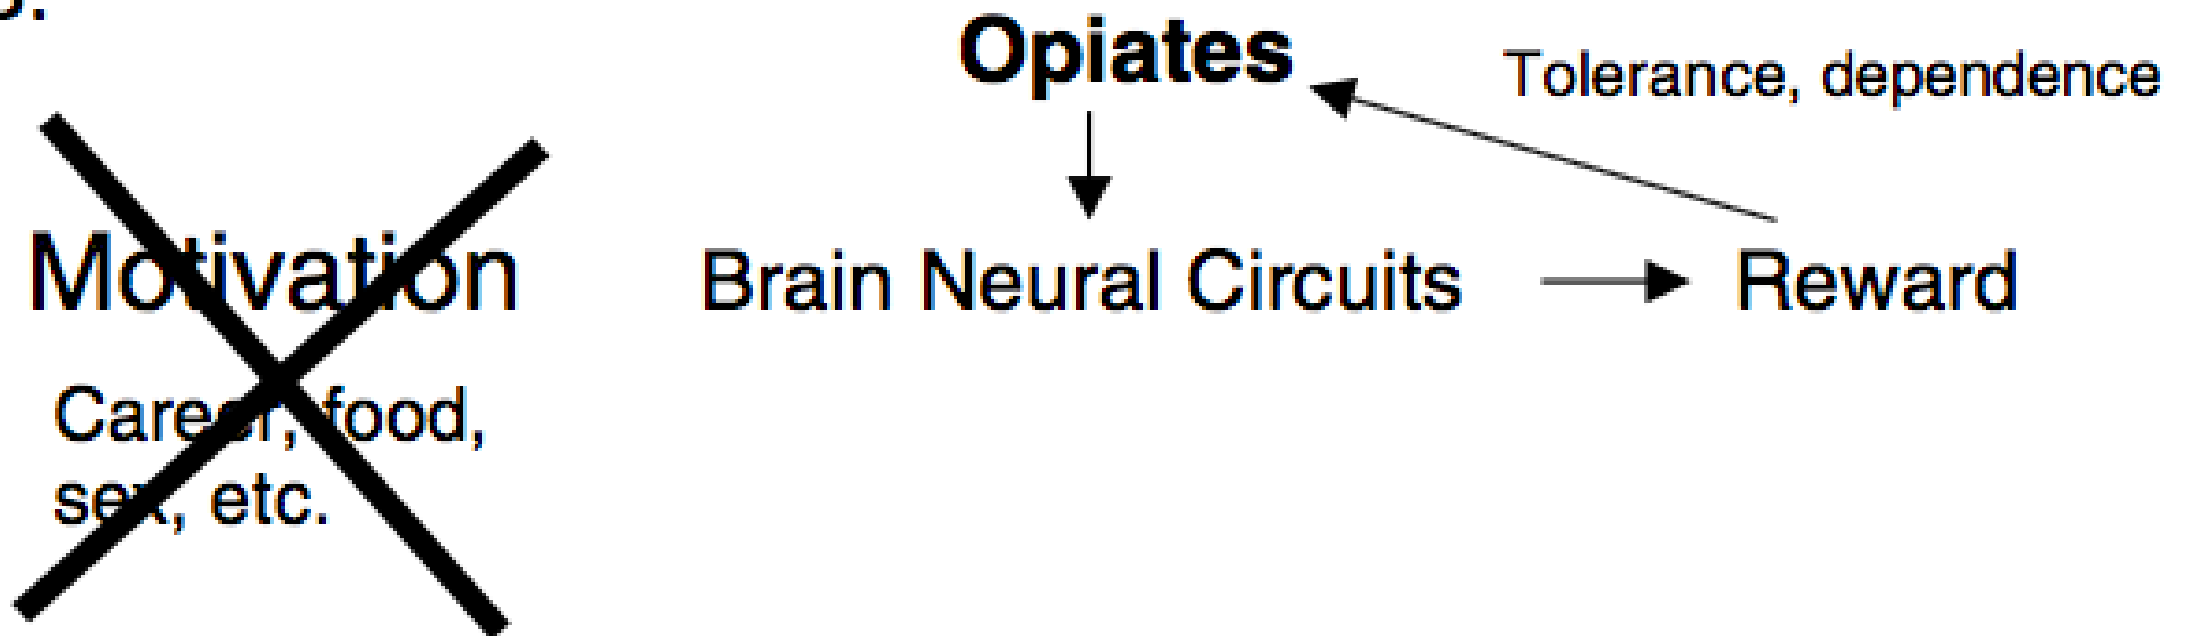 Opiates
Tolerance, dependence
Motivation
Brain Neural Circuits
Reward
Career, food,
sex, etc.